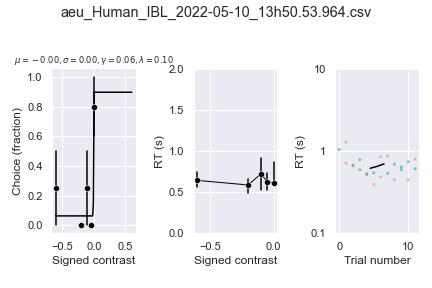 aeu_Human_IBL_2022-05-10_13h50.53.964.csv
μ = −0.00, σ = 0.00, γ = 0.06, λ = 0.10
Choice (fraction)
1.0
0.8
0.6
0.4
0.2
0.0
−0.5
0.0
0.5
Signed contrast
RT (s)
2.0
1.5
1.0
0.5
0.0
−0.5
0.0
Signed contrast
RT (s)
10
1
0.1
0
10
Trial number